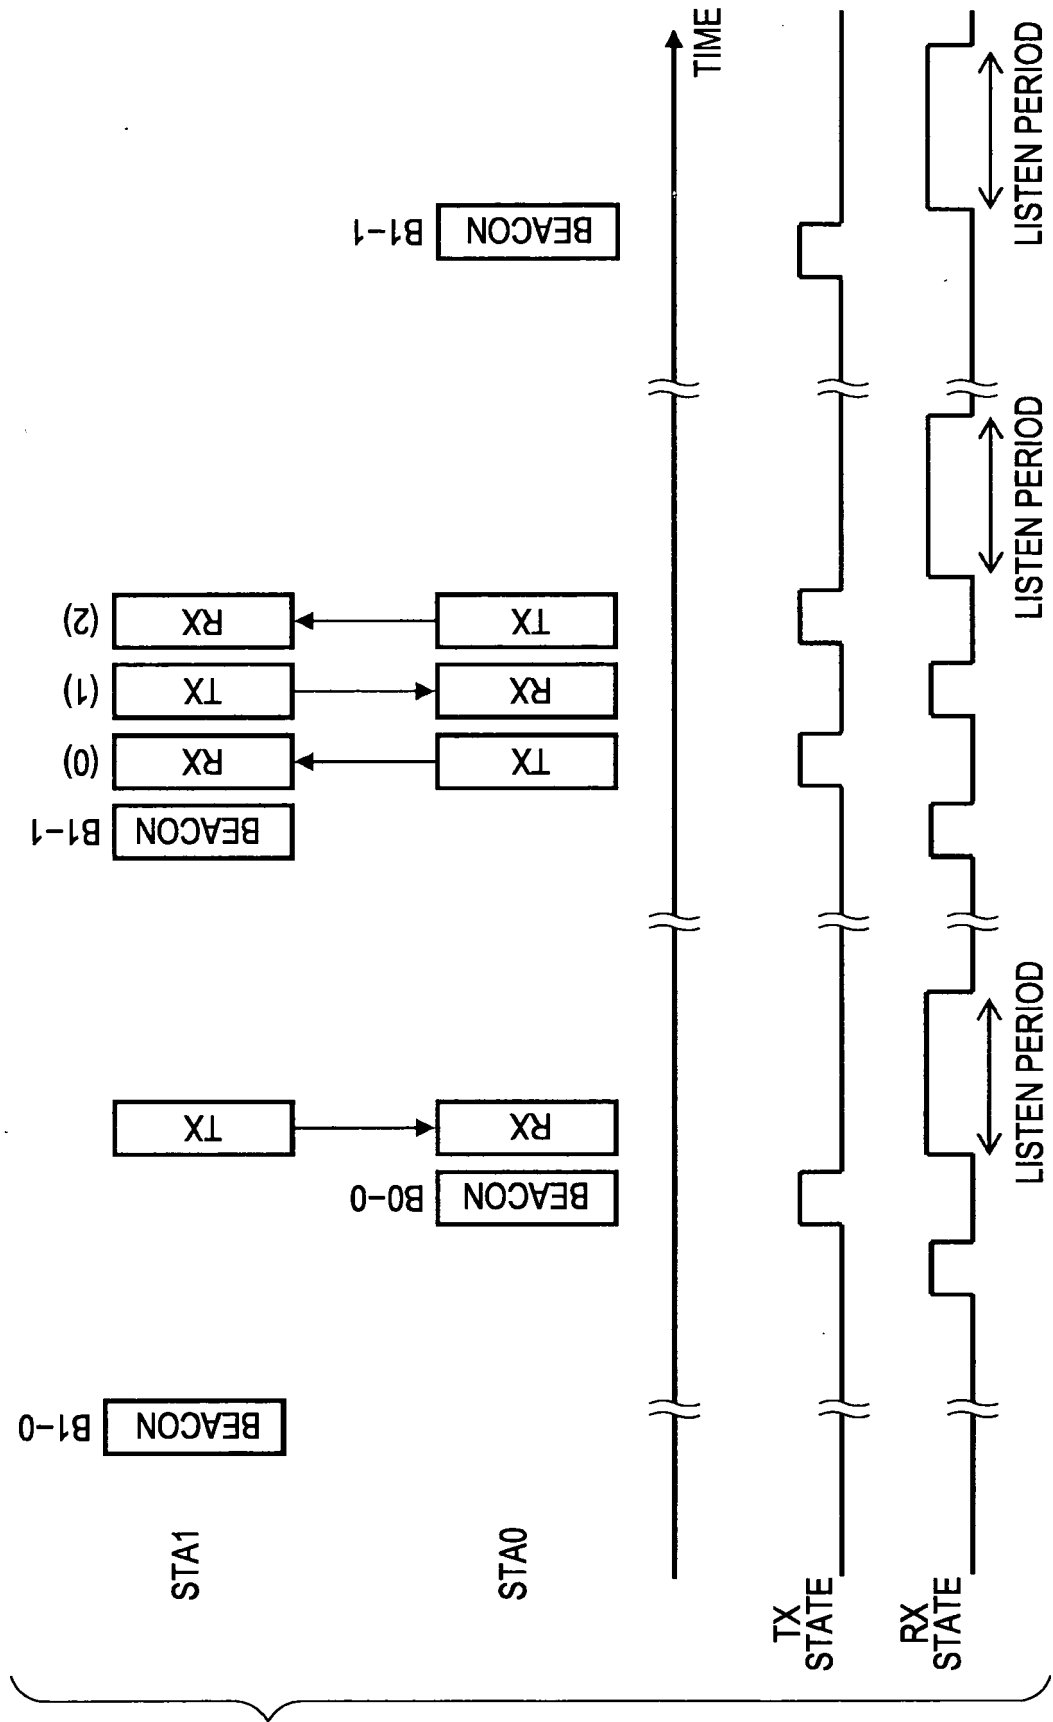 STA1
B1-0
BEACON
TX
B1-1
BEACON
(0)
RX
(1)
TX
(2)
RX
STA0
B0-0
BEACON
RX
TX
RX
TX
B1-1
BEACON
TIME
TX
STATE
RX
STATE
LISTEN PERIOD
LISTEN PERIOD
LISTEN PERIOD